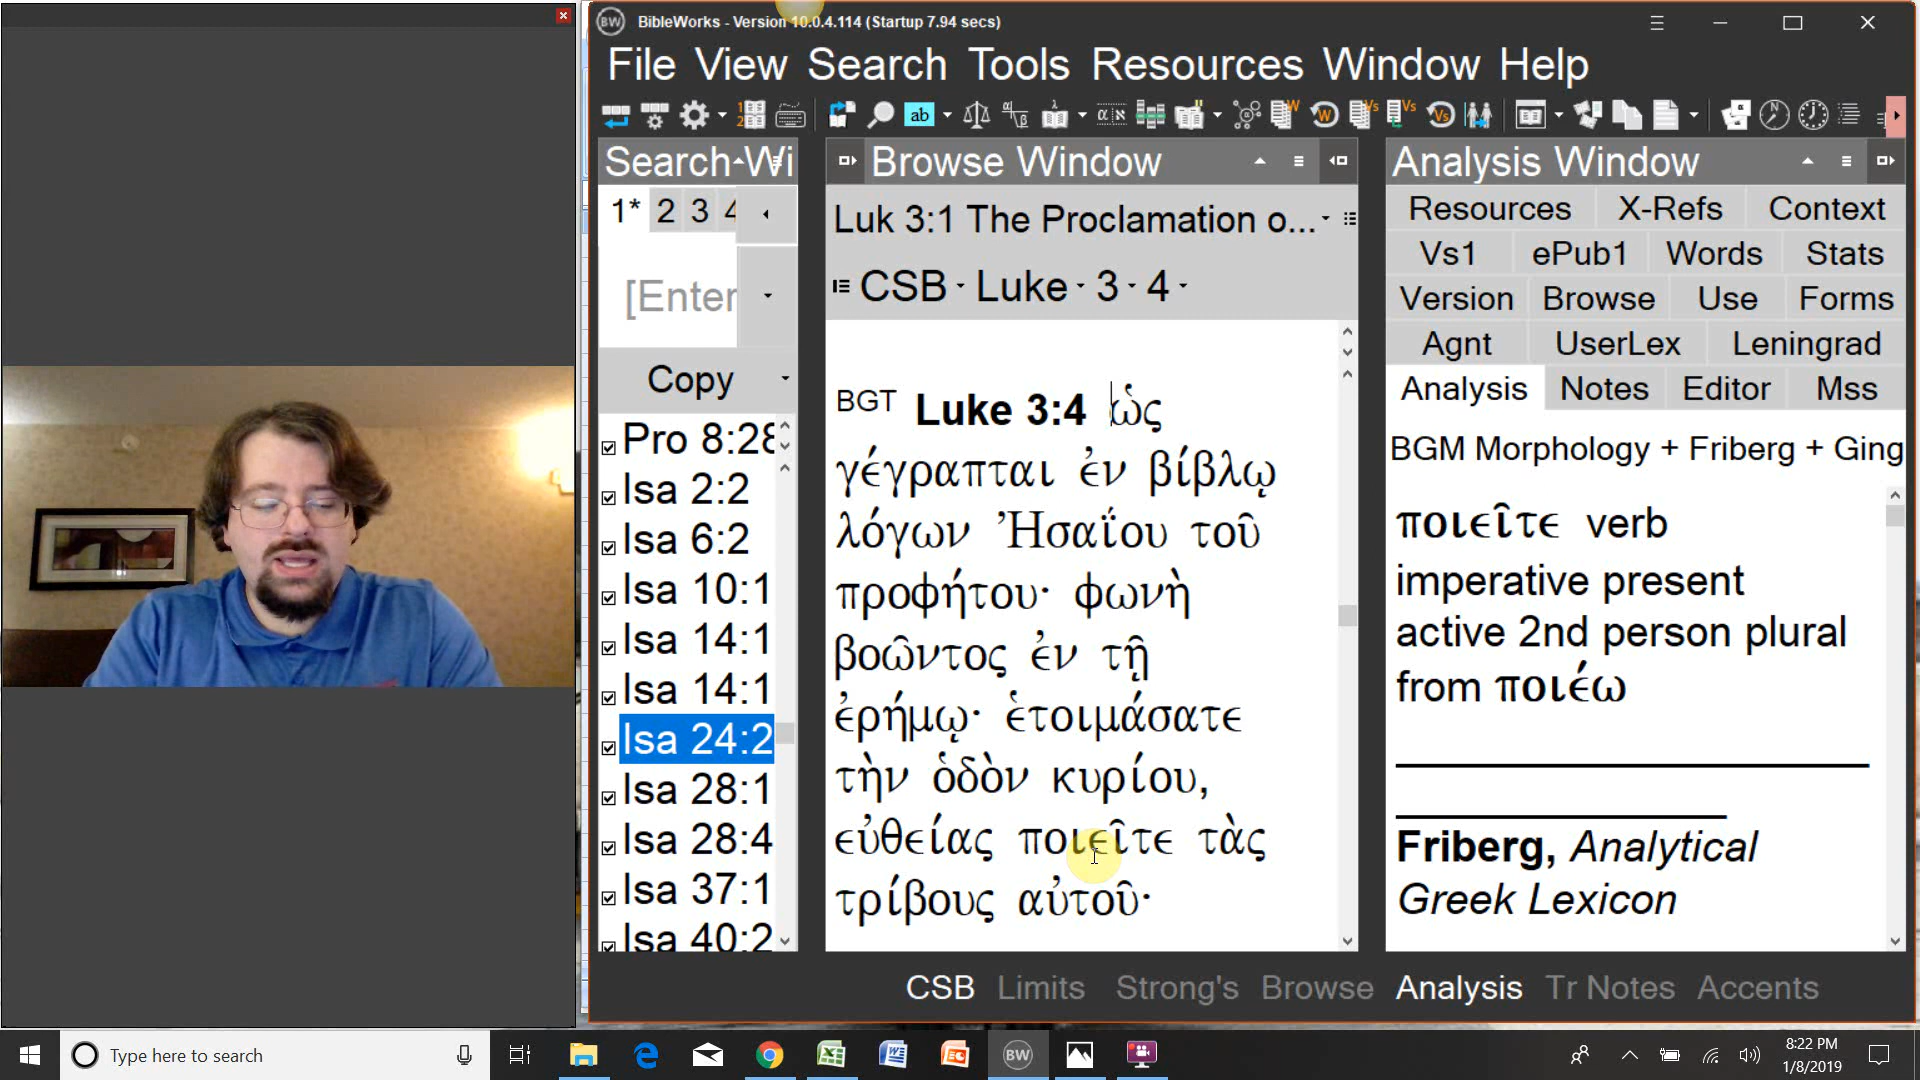 BibleWorks - Version 10.0.4.114 (Startup 7.94 secs)
File View Search Tools Resources Window Help
Search-Wi
1* 2 3 4
[Enter
Copy
Pro 8:28
Isa 2:2
Isa 6:2
Isa 10:1
Isa 14:1
Isa 14:1
Isa 24:2
Isa 28:1
Isa 28:4
Isa 37:1
Isa 40:2
Browse Window
Luk 3:1 The Proclamation o...
CSB Luke 3 4
BGT Luke 3:4 ὡς
γέγραπται ἐν βίβλῳ
λόγων Ἠσαΐου τοῦ
προφήτου· φωνὴ
βοῶντος ἐν τῇ
ἐρήμῳ· ἑτοιμάσατε
τὴν ὁδὸν κυρίου,
εὐθείας ποιεῖτε τὰς
τρίβους αὐτοῦ·
Analysis Window
Resources X-Refs Context
Vs1 ePub1 Words Stats
Version Browse Use Forms
Agnt UserLex Leningrad
Analysis Notes Editor Mss
BGM Morphology + Friberg + Ging
ποιεῖτε verb
imperative present
active 2nd person plural
from ποιέω
Friberg, Analytical
Greek Lexicon
CSB Limits Strong's Browse Analysis Tr Notes Accents
Type here to search
8:22 PM
1/8/2019